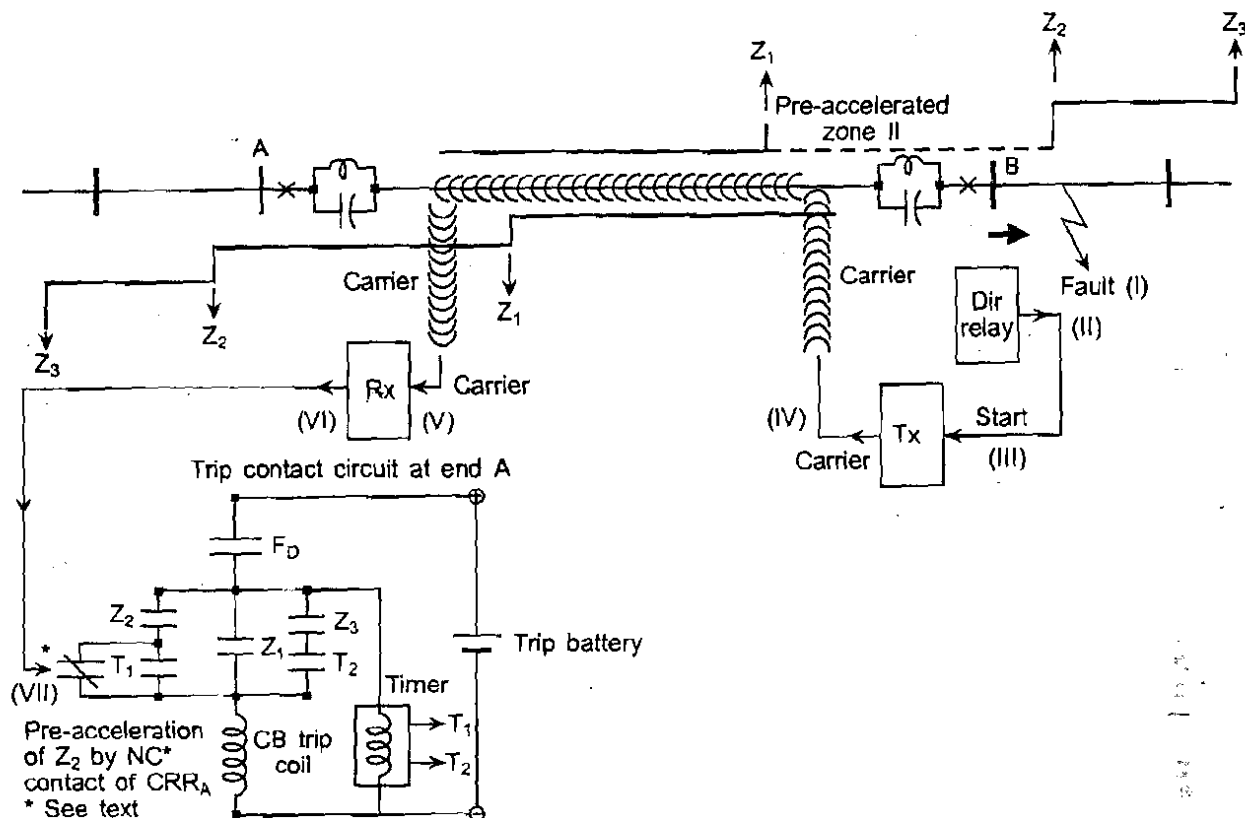 Z₃
Z₂
Z₁
Pre-accelerated
zone II
A
B
Carrier
Carrier
Z₁
Z₂
Z₃
Fault (I)
Dir
relay
(II)
Rx
Carrier
(VI)
(V)
(IV)
Tx
Start
(III)
Carrier
Trip contact circuit at end A
F_D
Z₂
Z₁
Z₃
T₁
T₂
Trip battery
*
(VII)
Timer
T₁
T₂
CB trip
coil
Pre-acceleration
of Z₂ by NC*
contact of CRR_A
* See text